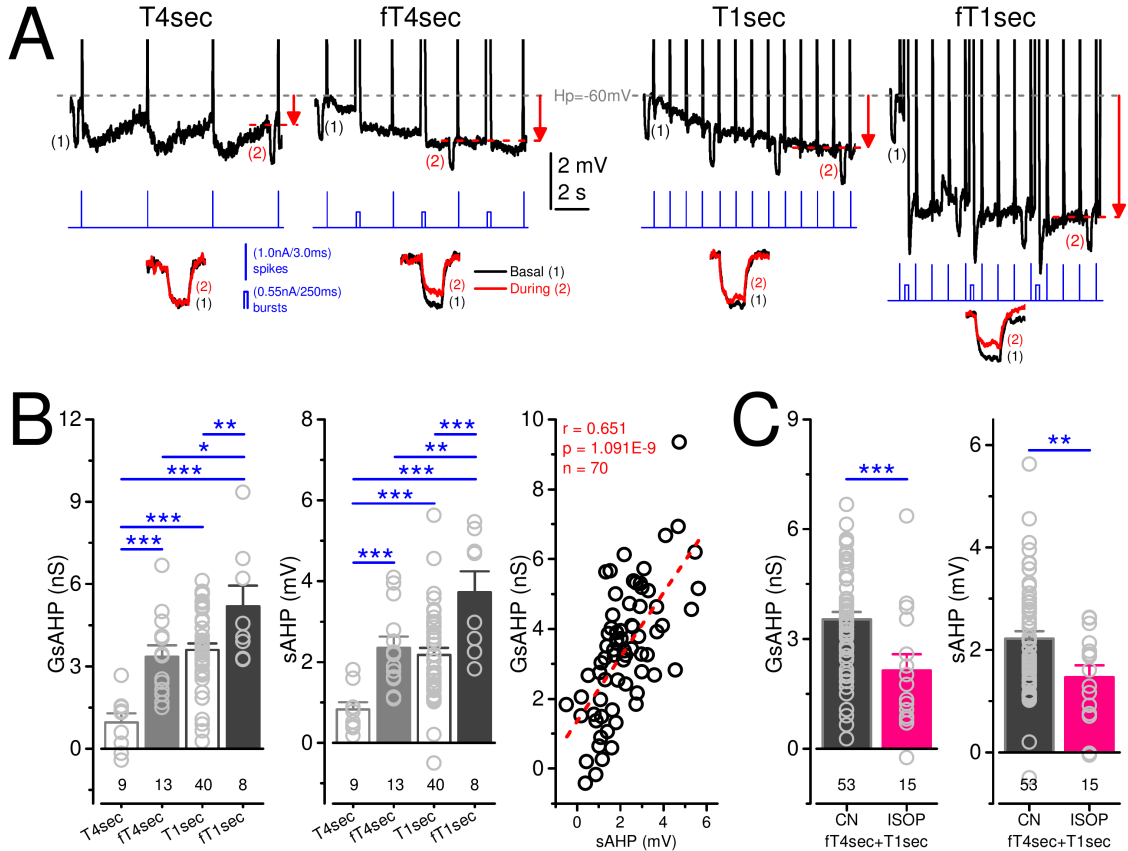 A
T4sec
fT4sec
T1sec
fT1sec
Hp=-60mV
(1)
(2)
(1)
(2)
(1)
(2)
(1)
(2)
2 mV
2 s
(2)
(1)
(1.0nA/3.0ms)
spikes
(0.55nA/250ms)
bursts
(2)
(1)
Basal (1)
During (2)
(2)
(1)
(2)
(1)
B
12
9
6
3
0
GsAHP (nS)
**
*
***
***
***
9
13
40
8
T4sec
fT4sec
T1sec
fT1sec
8
6
4
2
0
sAHP (mV)
***
**
***
***
***
9
13
40
8
T4sec
fT4sec
T1sec
fT1sec
10
8
6
4
2
0
GsAHP (nS)
r = 0.651
p = 1.091E-9
n = 70
0
2
4
6
sAHP (mV)
C
9
6
3
0
GsAHP (nS)
***
53
15
CN
ISOP
fT4sec+T1sec
6
4
2
0
sAHP (mV)
**
53
15
CN
ISOP
fT4sec+T1sec